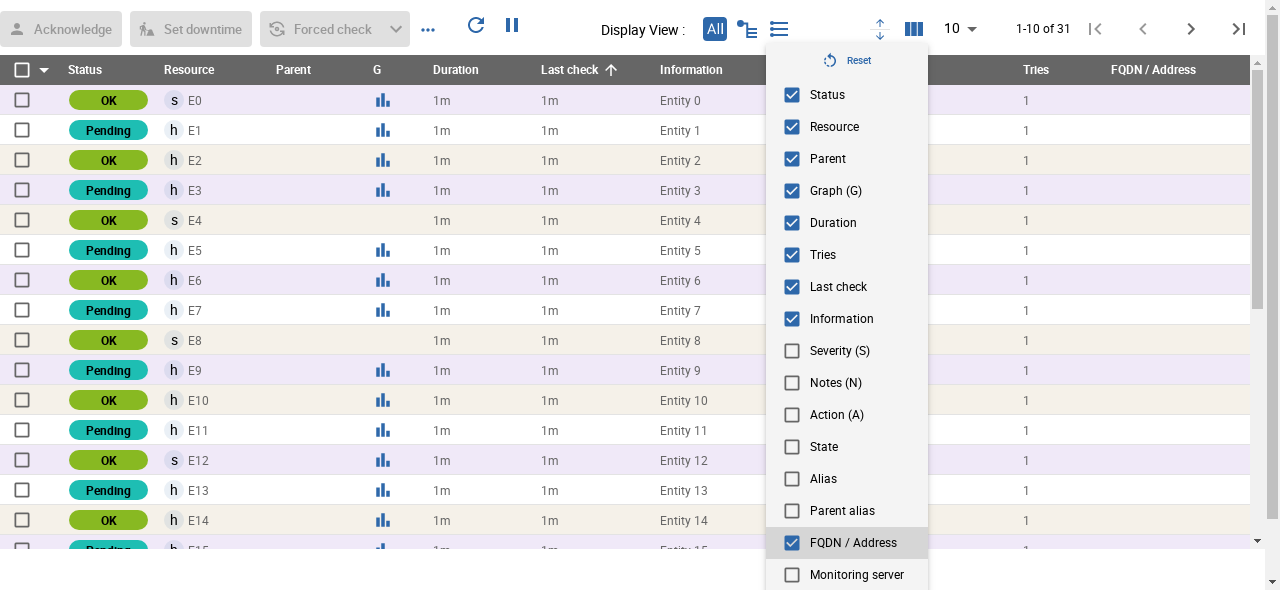 Acknowledge Set downtime Forced check Display View : All 10 1-10 of 31
Reset
Status Resource Parent G Duration Last check Information Tries FQDN / Address
OK s E0 1m 1m Entity 0 1
Pending h E1 1m 1m Entity 1 1
OK h E2 1m 1m Entity 2 1
Pending h E3 1m 1m Entity 3 1
OK s E4 1m 1m Entity 4 1
Pending h E5 1m 1m Entity 5 1
OK h E6 1m 1m Entity 6 1
Pending h E7 1m 1m Entity 7 1
OK s E8 1m 1m Entity 8 1
Pending h E9 1m 1m Entity 9 1
OK h E10 1m 1m Entity 10 1
Pending h E11 1m 1m Entity 11 1
OK s E12 1m 1m Entity 12 1
Pending h E13 1m 1m Entity 13 1
OK h E14 1m 1m Entity 14 1
Pending h E15 1m 1m Entity 15 1
Status
Resource
Parent
Graph (G)
Duration
Tries
Last check
Information
Severity (S)
Notes (N)
Action (A)
State
Alias
Parent alias
FQDN / Address
Monitoring server